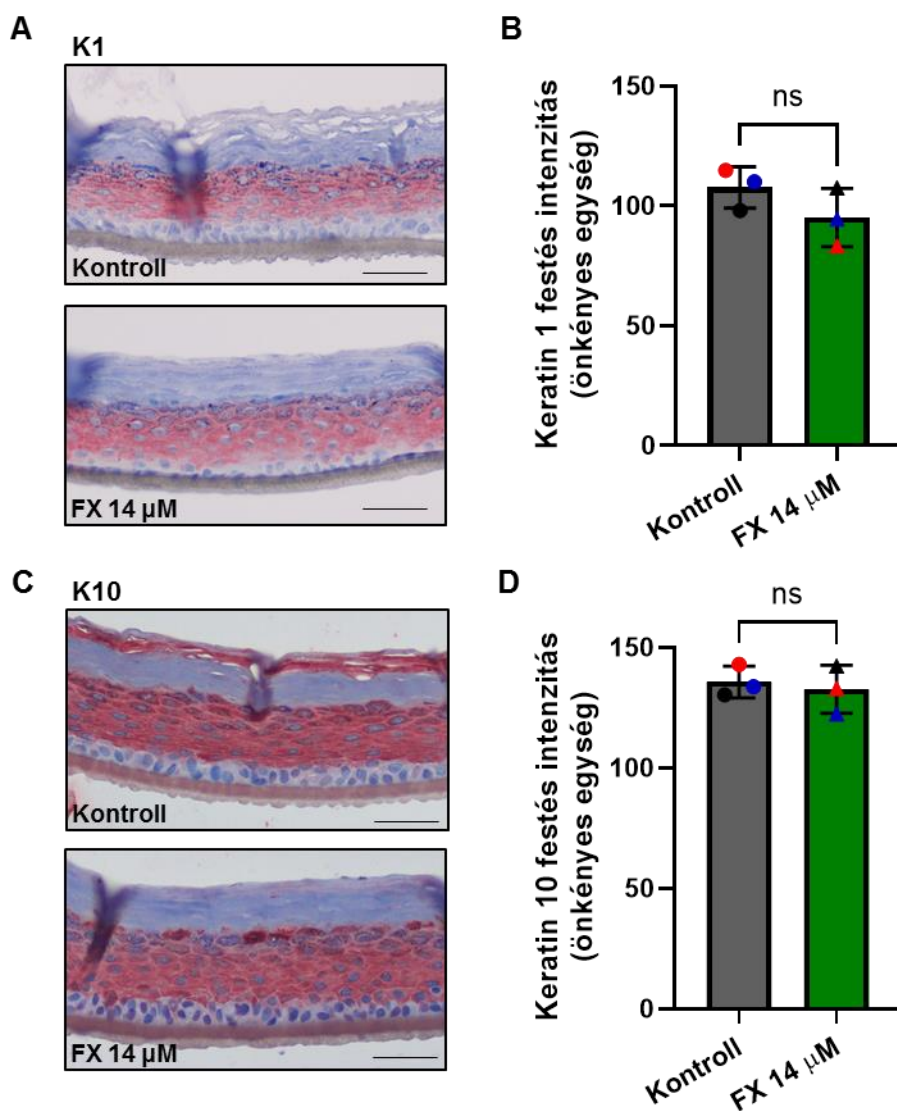 A
K1
Kontroll
FX 14 µM
B
Keratin 1 festés intenzitás
(önkényes egység)
150
100
50
0
ns
Kontroll
FX 14 µM
C
K10
Kontroll
FX 14 µM
D
Keratin 10 festés intenzitás
(önkényes egység)
150
100
50
0
ns
Kontroll
FX 14 µM